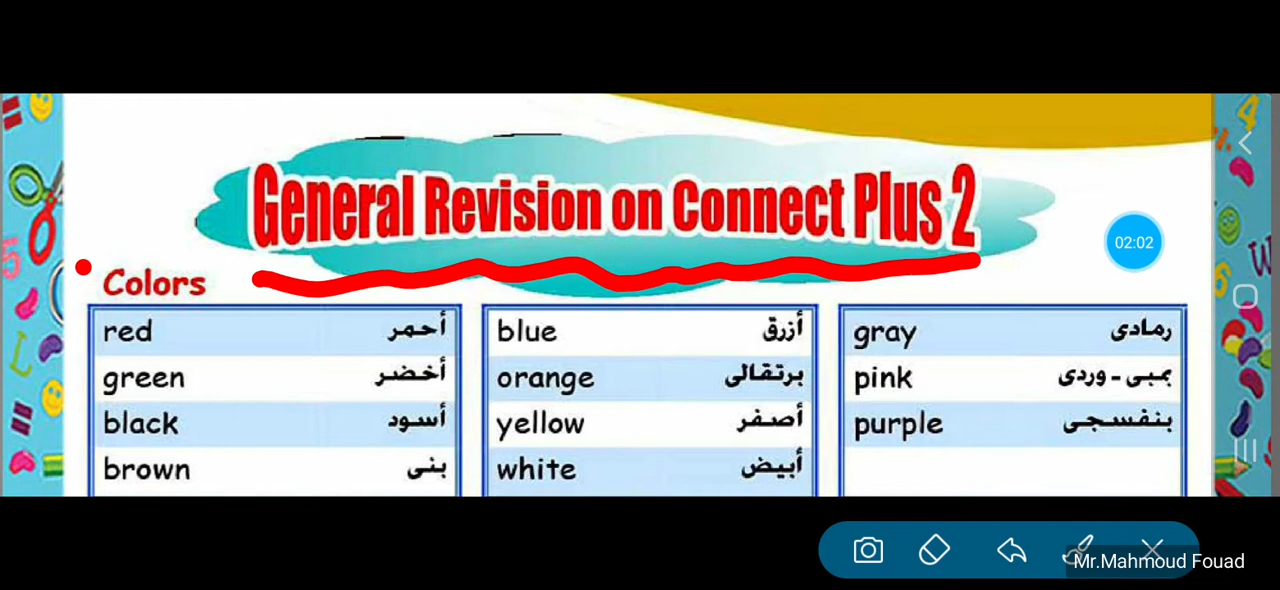 General Revision on Connect Plus 2
02:02
Colors
red أحمر
green أخضر
black أسود
brown بنى
blue أزرق
orange برتقالى
yellow أصفر
white أبيض
gray رمادى
pink بمبى - وردى
purple بنفسجى
Mr.Mahmoud Fouad